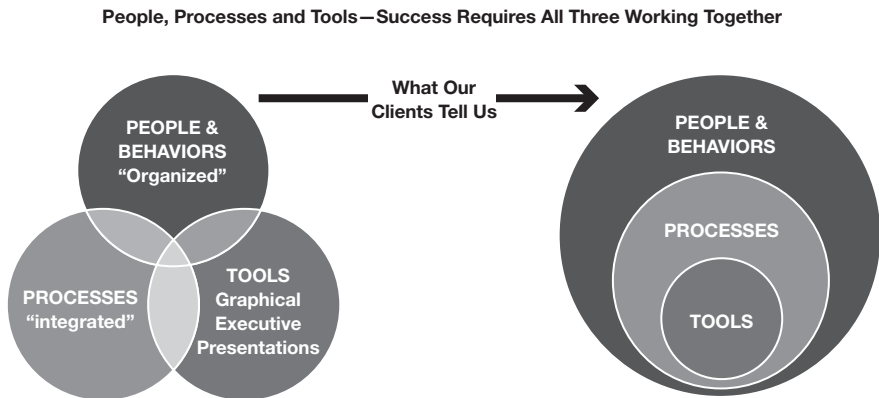 People, Processes and Tools—Success Requires All Three Working Together
PEOPLE &
BEHAVIORS
“Organized”
PROCESSES
“integrated”
TOOLS
Graphical
Executive
Presentations
What Our
Clients Tell Us
PEOPLE &
BEHAVIORS
PROCESSES
TOOLS